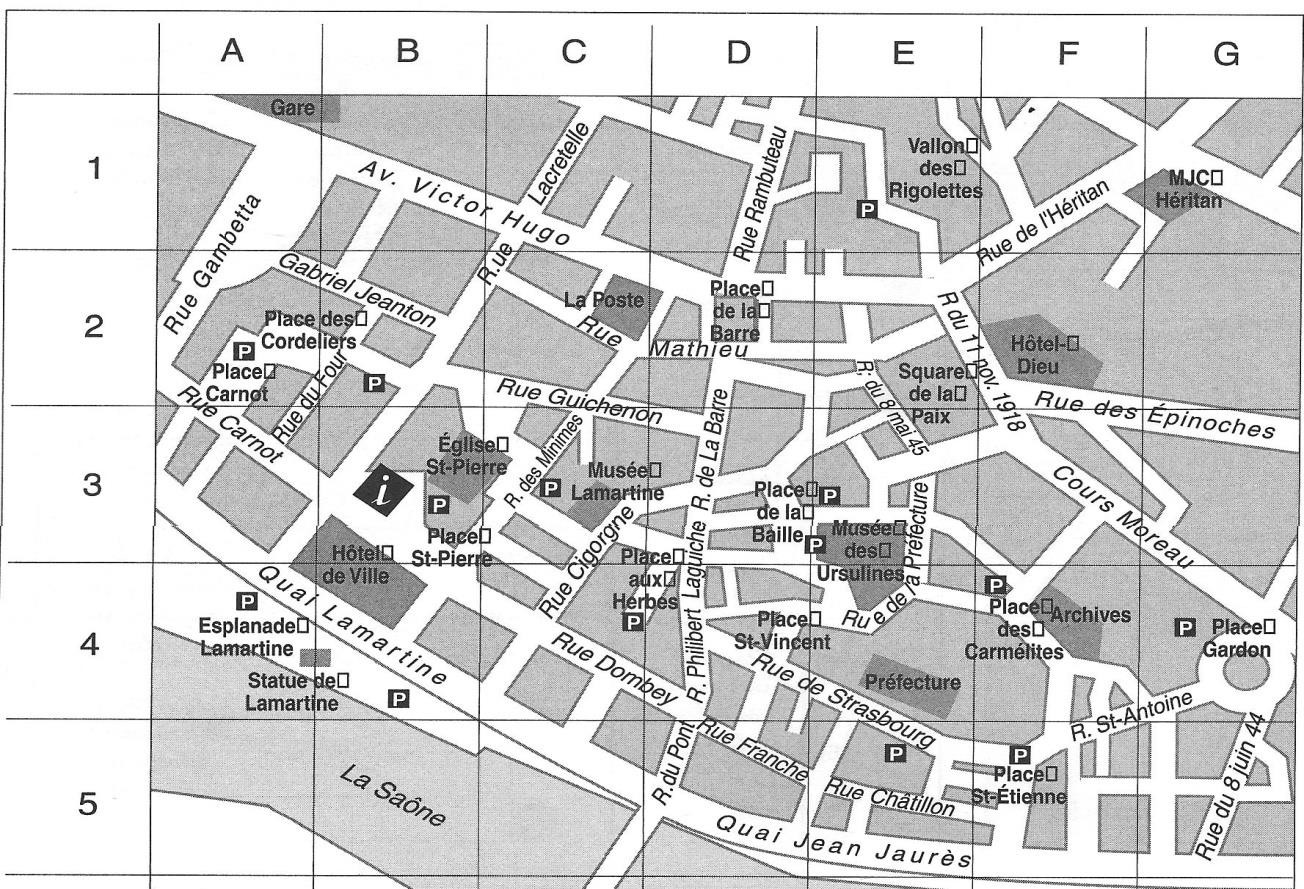 A B C D E F G
1
Gare
Av. Victor Hugo
Lacretelle
R.ue
Rue Rambuteau
Vallon
des
Rigolettes
P
Rue de l'Héritan
MJC
Héritan
Rue Gambetta
2
Gabriel Jeanton
Place des
Cordeliers
P
Place
Carnot
Rue du Four
P
La Poste
Rue
Mathieu
Place
de la
Barre
R. du 8 mai 45
Square
de la
Paix
R du 11 nov. 1918
Hôtel-
Dieu
Rue des Épinoches
Rue Carnot
Rue Guichenon
3
i
Église
St-Pierre
P
Place
St-Pierre
R. des Minimes
P
Musée
Lamartine
R. de La Barre
Place
de la
Baille
P
P
Musée
des
Ursulines
Rue de la Préfecture
Cours Moreau
Hôtel
de Ville
Rue Cigorgne
Place
aux
Herbes
P
R. Philibert Laguiche
4
P
Esplanade
Lamartine
Quai Lamartine
Statue de
Lamartine
P
Rue Dombey
Place
St-Vincent
Rue de Strasbourg
Préfecture
P
Place
des
Carmélites
Archives
P
Place
Gardon
R. St-Antoine
5
La Saône
R.du Pont
Rue Franche
P
Rue Châtillon
P
Place
St-Étienne
Quai Jean Jaurès
Rue du 8 juin 44